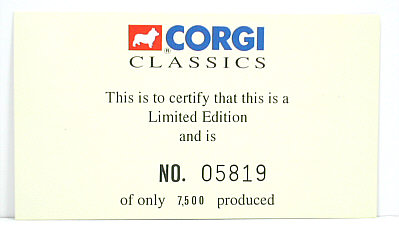 CORGI
CLASSICS
This is to certify that this is a
Limited Edition
and is
NO. 05819
of only 7,500 produced